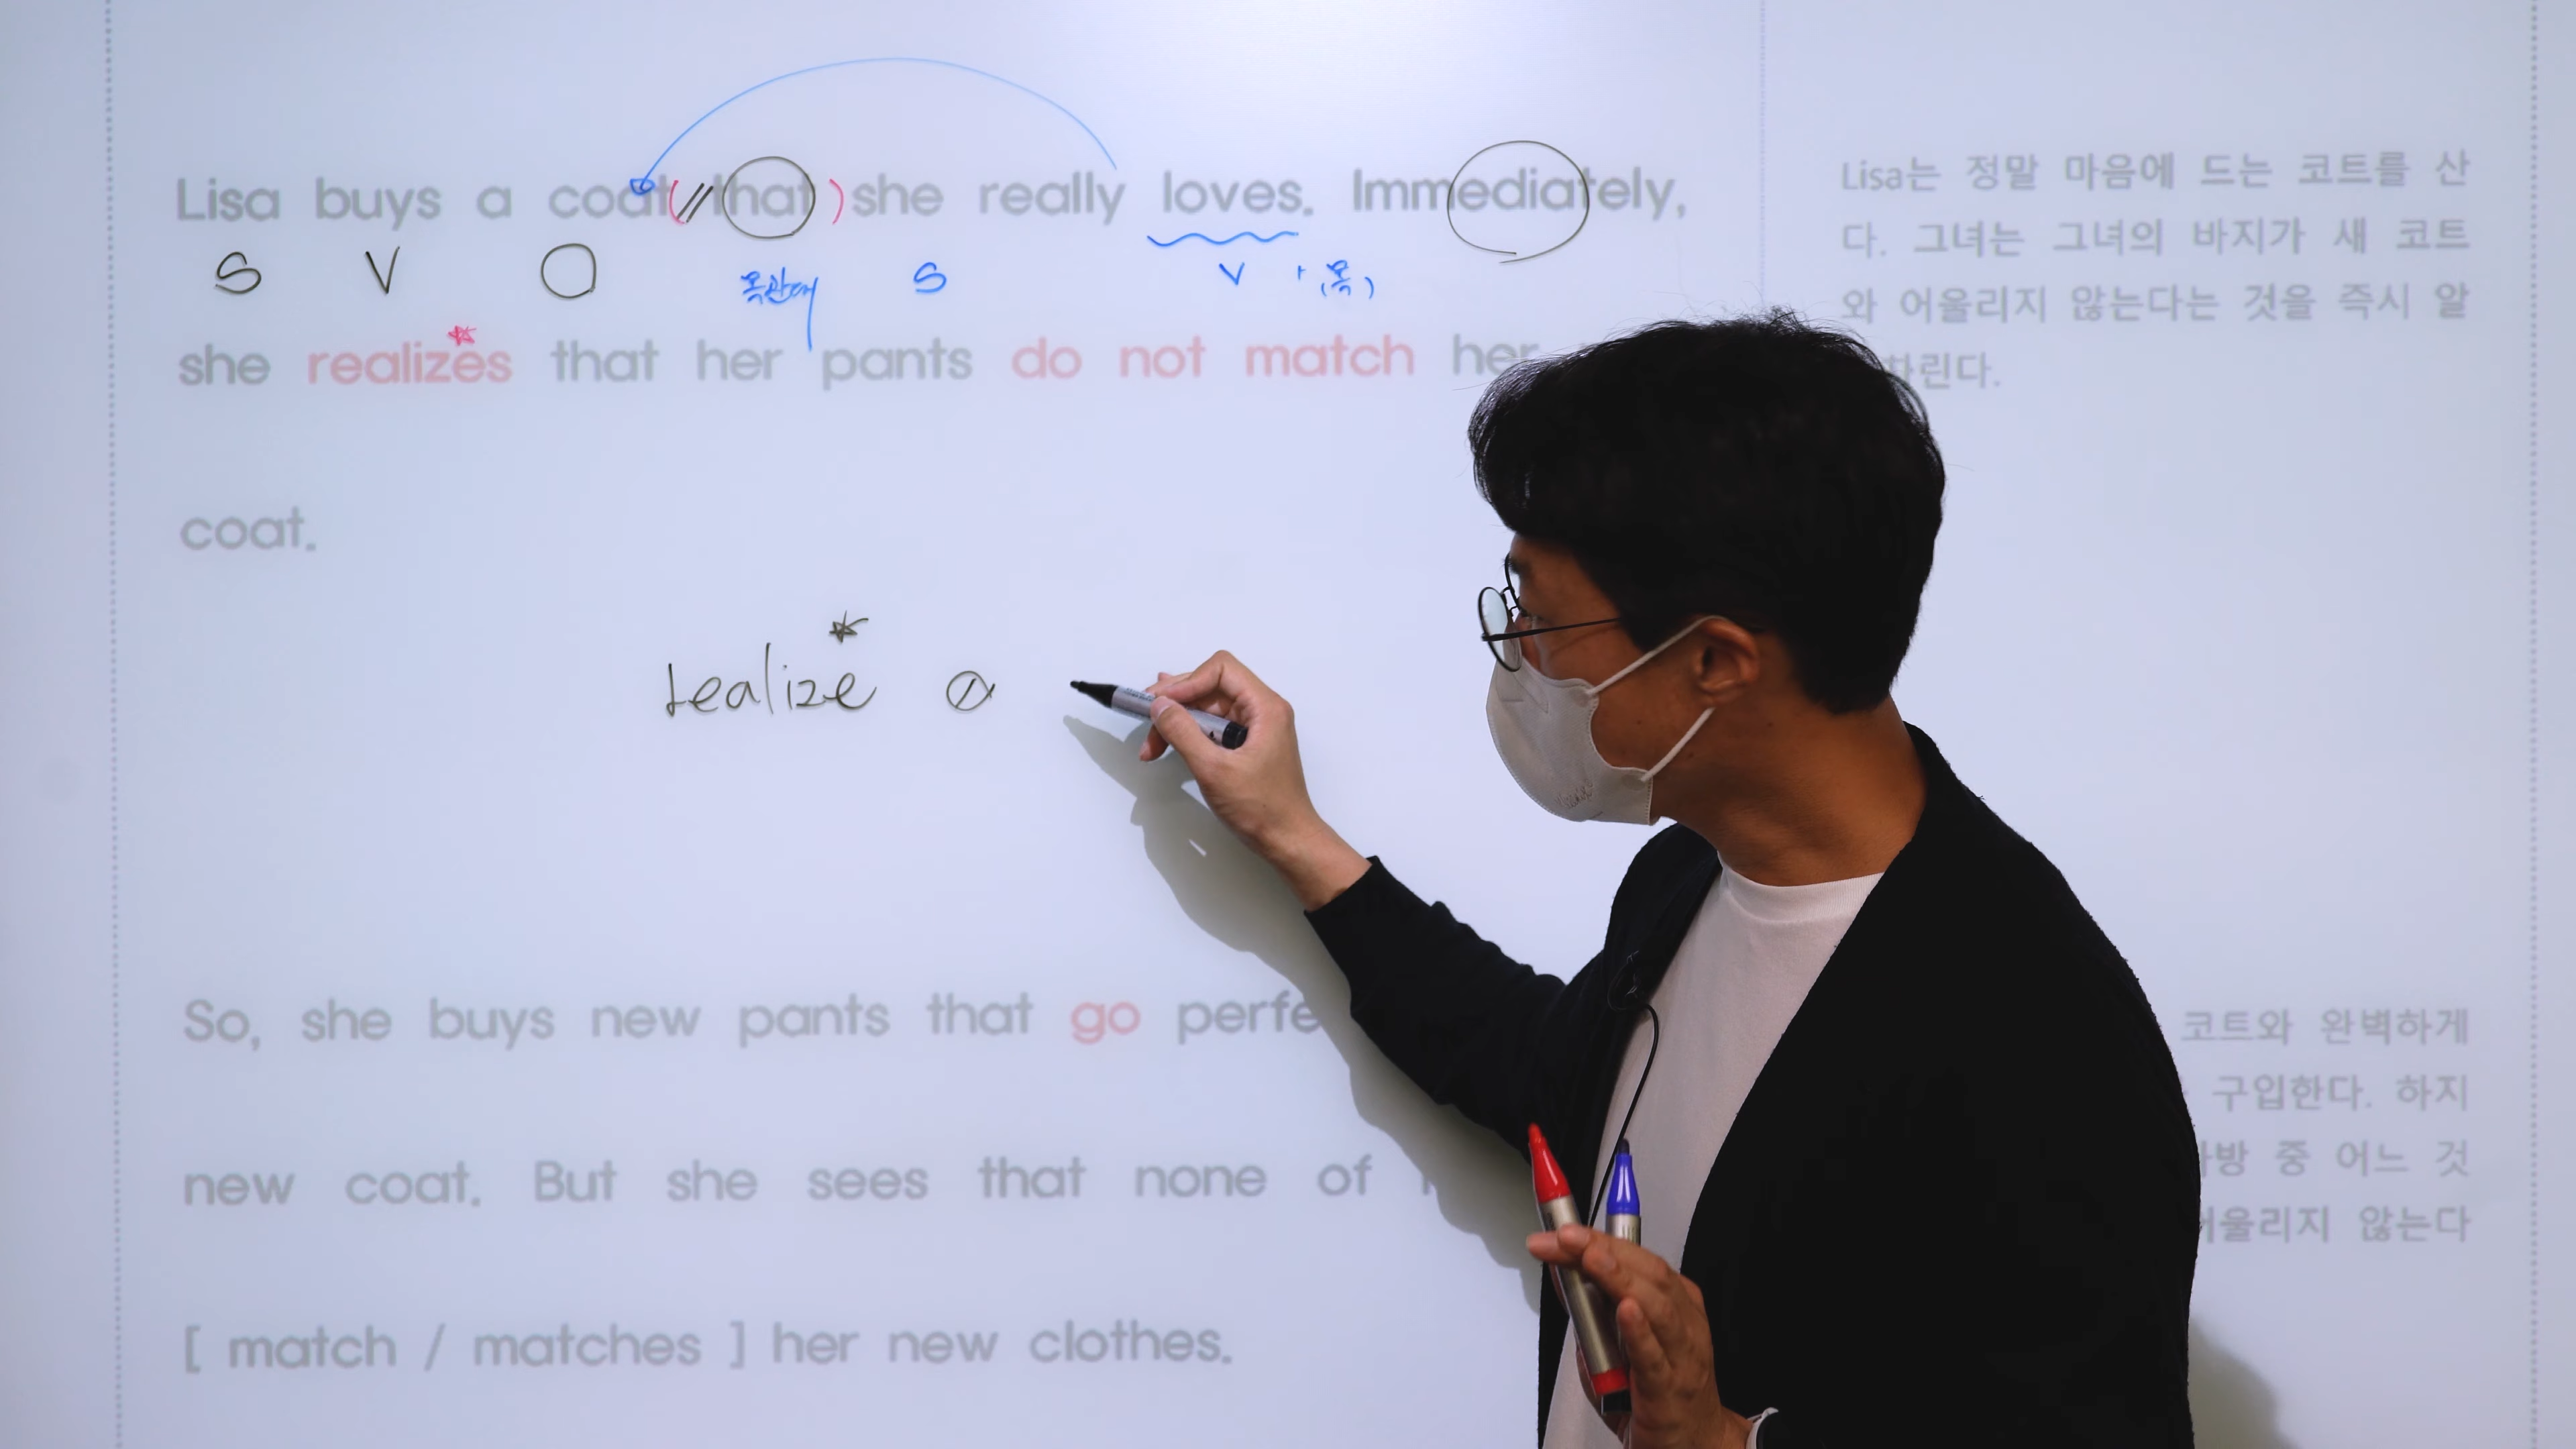 Lisa buys a coat that she really loves. Immediately,
S V O 목관대 S V (목)
she realizes that her pants do not match her
coat.
realize ①
So, she buys new pants that go
new coat. But she sees that none of
[ match / matches ] her new clothes.
Lisa는 정말 마음에 드는 코트를 산
다. 그녀는 그녀의 바지가 새 코트
와 어울리지 않는다는 것을 즉시 알
차린다.
코트와 완벽하게
구입한다. 하지
중 어느 것
어울리지 않는다